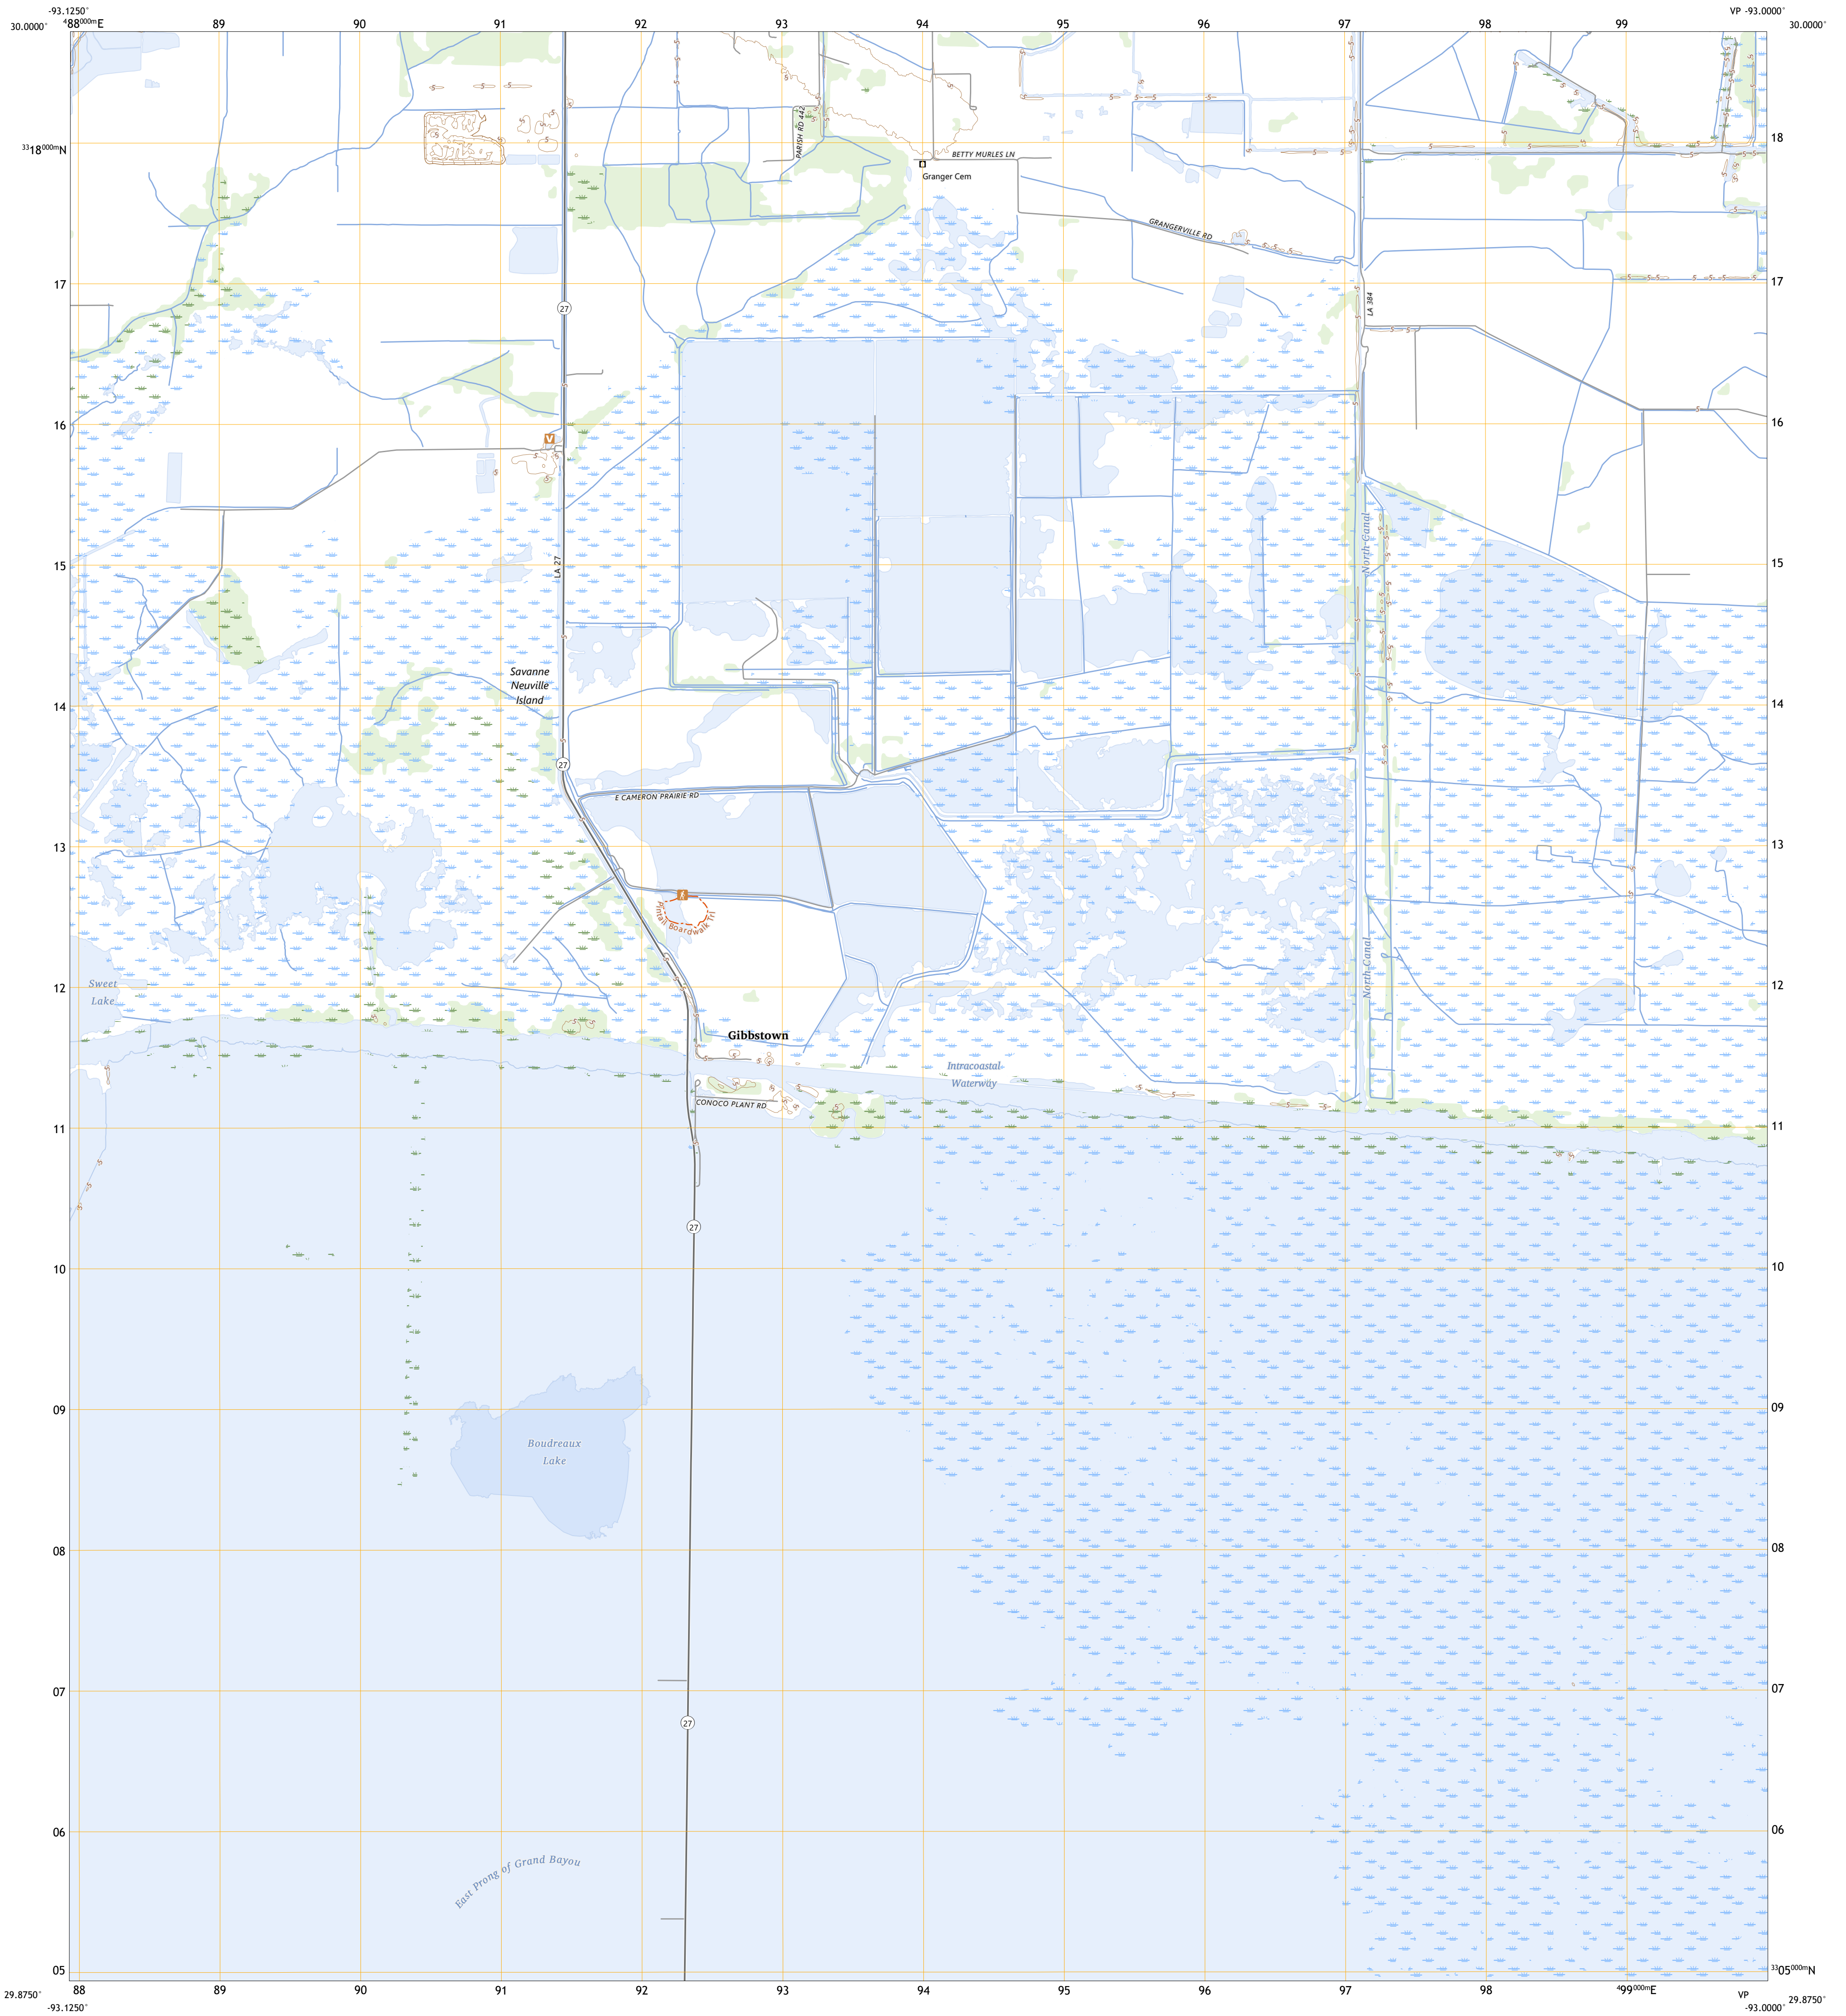 -93.1250°
VP -93.0000°
30.0000°
⁴88⁰⁰⁰ᵐE
89
90
91
92
93
94
95
96
97
98
99
30.0000°
PARISH RD 442
³³18⁰⁰⁰ᵐN
BETTY MURLES LN
18
Granger Cem
GRANGERVILLE RD
17
17
27
LA 384
16
V
16
15
LA 27
North Canal
15
Savanne
Neuville
Island
14
14
27
E CAMERON PRAIRIE RD
13
13
Pintail Boardwalk Trl
North Canal
Sweet
Lake
12
12
Gibbstown
Intracoastal
Waterway
CONOCO PLANT RD
11
11
27
10
10
09
09
Boudreaux
Lake
08
08
07
07
27
06
06
East Prong of Grand Bayou
05
³³05⁰⁰⁰ᵐN
29.8750°
88
89
90
91
92
93
94
95
96
97
98
⁴99⁰⁰⁰ᵐE
VP
29.8750°
-93.1250°
-93.0000°